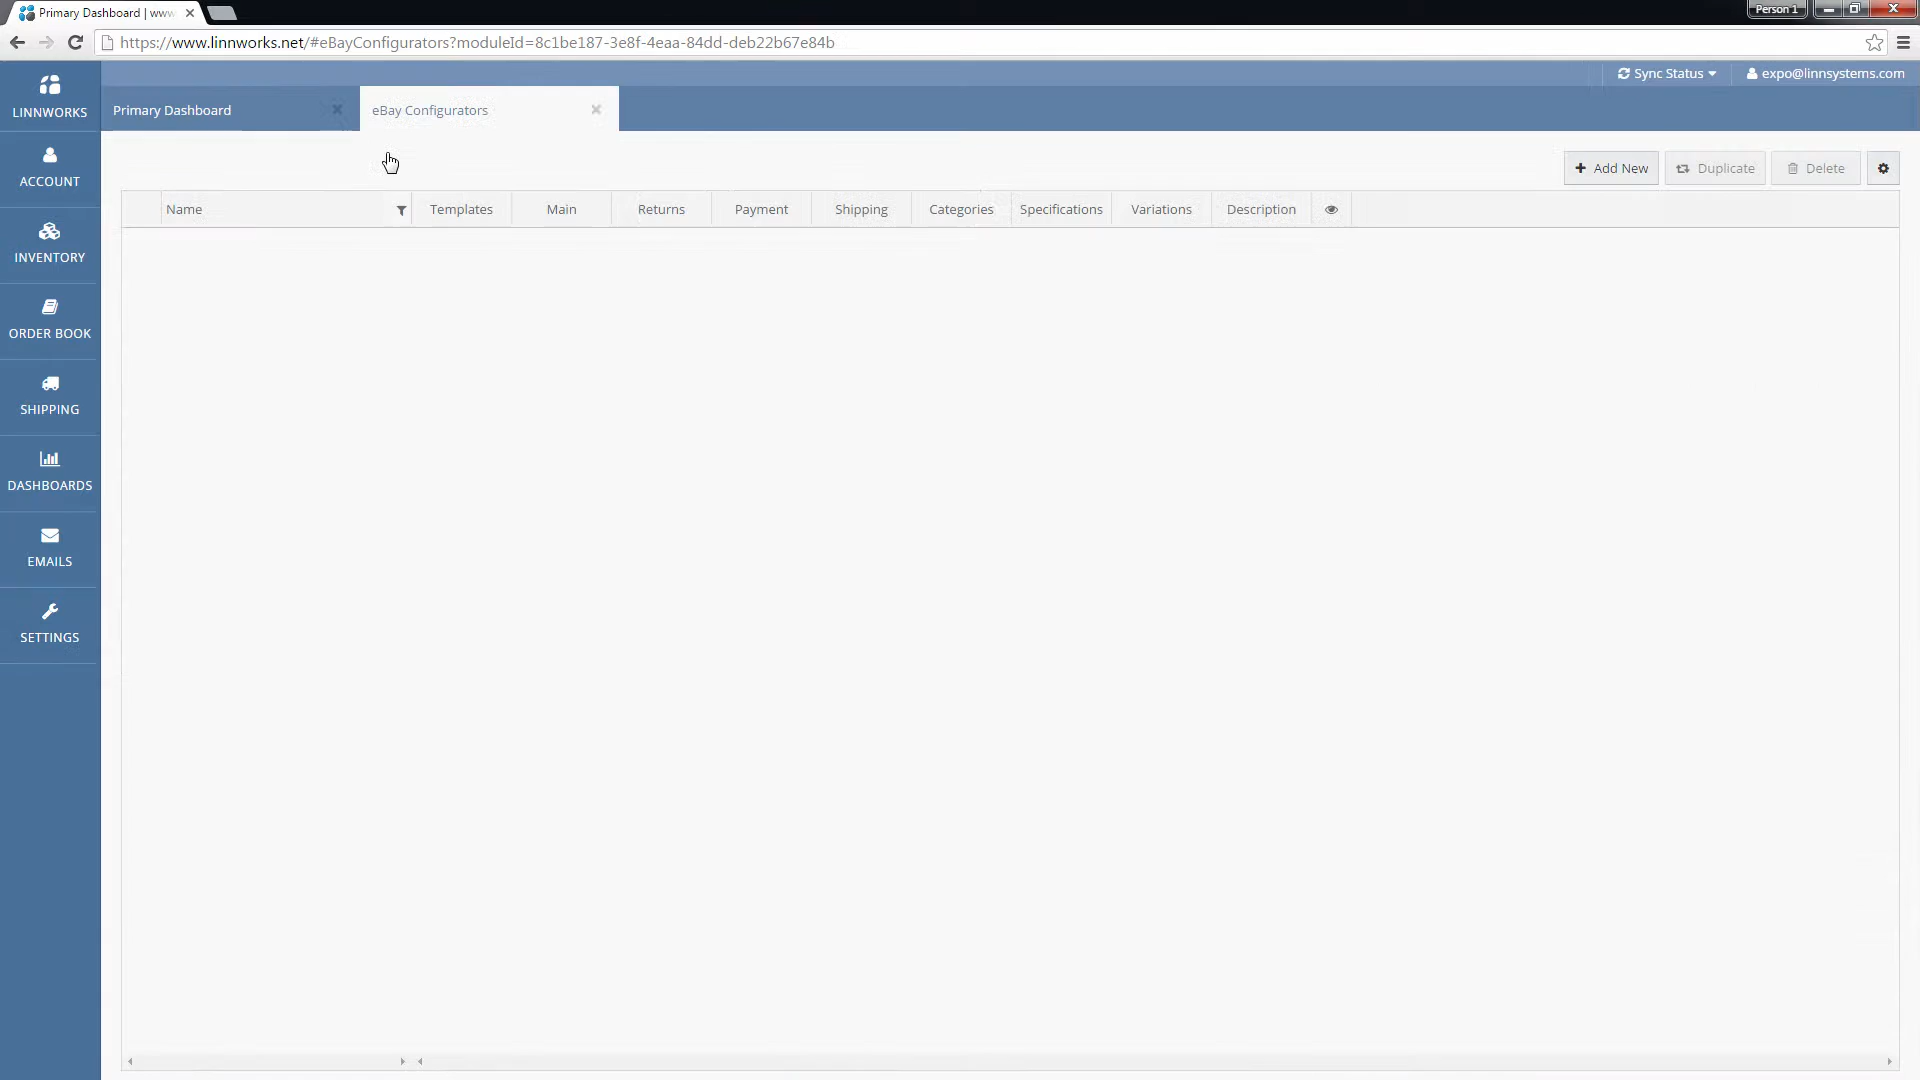 Primary Dashboard | www
Person 1
https://www.linnworks.net/#eBayConfigurators?moduleId=8c1be187-3e8f-4eaa-84dd-deb22b67e84b
Sync Status
expo@linnsystems.com
LINNWORKS
Primary Dashboard
eBay Configurators
ACCOUNT
Add New
Duplicate
Delete
Name
Templates
Main
Returns
Payment
Shipping
Categories
Specifications
Variations
Description
INVENTORY
ORDER BOOK
SHIPPING
DASHBOARDS
EMAILS
SETTINGS